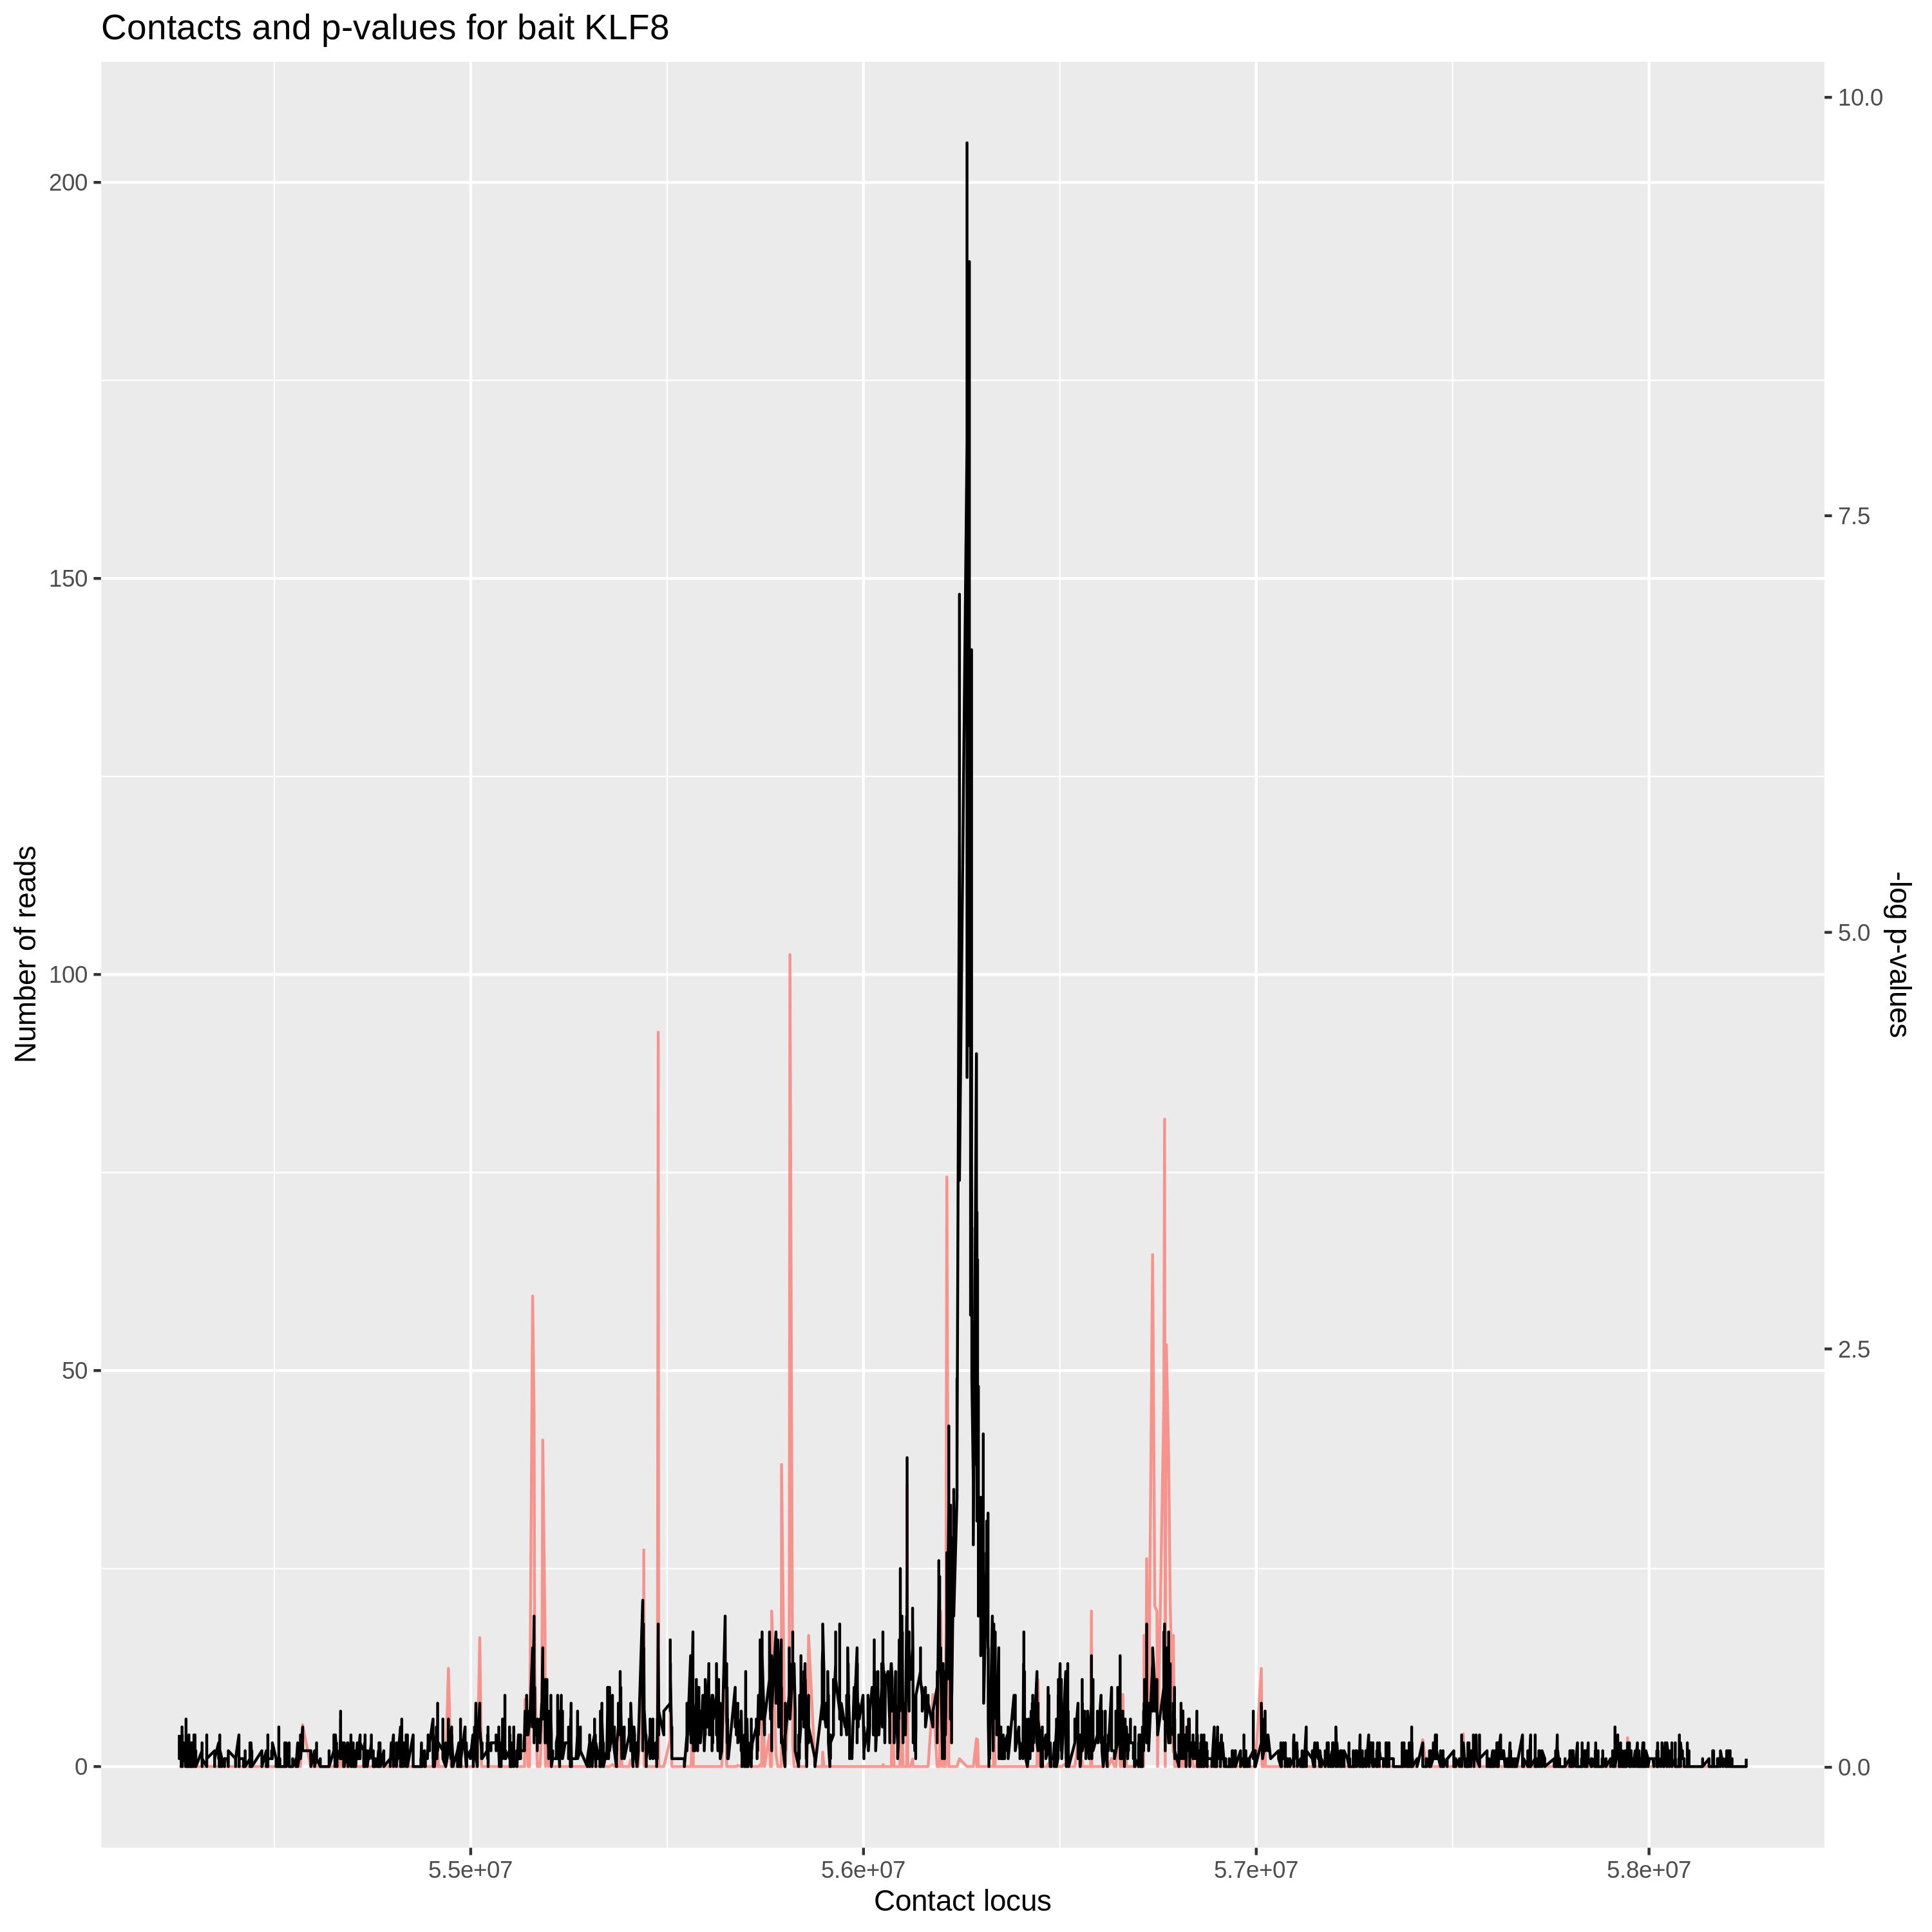 Contacts and p-values for bait KLF8
10.0
200
7.5
150
Number of reads
-log p-values
5.0
100
2.5
50
0
0.0
5.5e+07 5.6e+07 5.7e+07 5.8e+07
Contact locus